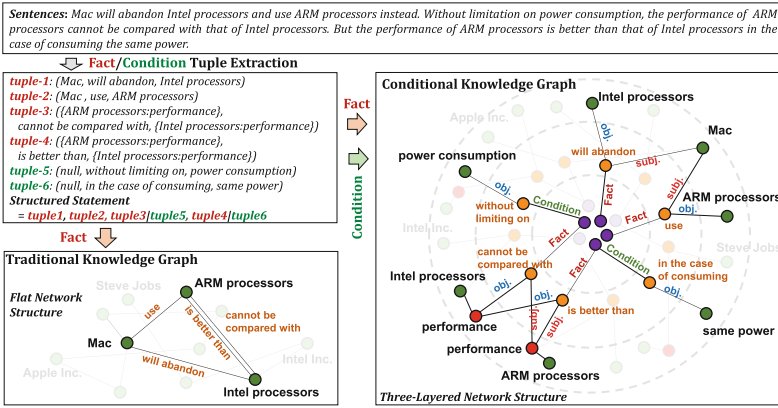 Sentences: Mac will abandon Intel processors and use ARM processors instead. Without limitation on power consumption, the performance of ARM
processors cannot be compared with that of Intel processors. But the performance of ARM processors is better than that of Intel processors in the
case of consuming the same power.
Fact/Condition Tuple Extraction
tuple-1: (Mac, will abandon, Intel processors)
tuple-2: (Mac , use, ARM processors)
tuple-3: ({ARM processors:performance},
cannot be compared with, {Intel processors:performance})
tuple-4: ({ARM processors:performance},
is better than, {Intel processors:performance})
tuple-5: (null, without limiting on, power consumption)
tuple-6: (null, in the case of consuming, same power)
Structured Statement
= tuple1, tuple2, tuple3|tuple5, tuple4|tuple6
Fact
Fact
Condition
Traditional Knowledge Graph
Flat Network
Structure
Steve Jobs
ARM processors
use
is better than
cannot be
compared with
Mac
will abandon
Intel Inc.
Apple Inc.
Intel processors
Conditional Knowledge Graph
Intel processors
Apple Inc.
obj.
Mac
will abandon
subj.
power consumption
subj.
ARM processors
obj.
Condition
Fact
obj.
without
limiting on
Fact
use
Intel Inc.
Fact
Condition
Steve Jobs
cannot be
compared with
Fact
in the case
of consuming
Intel processors
obj.
obj.
obj.
is better than
performance
subj.
subj.
same power
performance
ARM processors
Three-Layered Network Structure